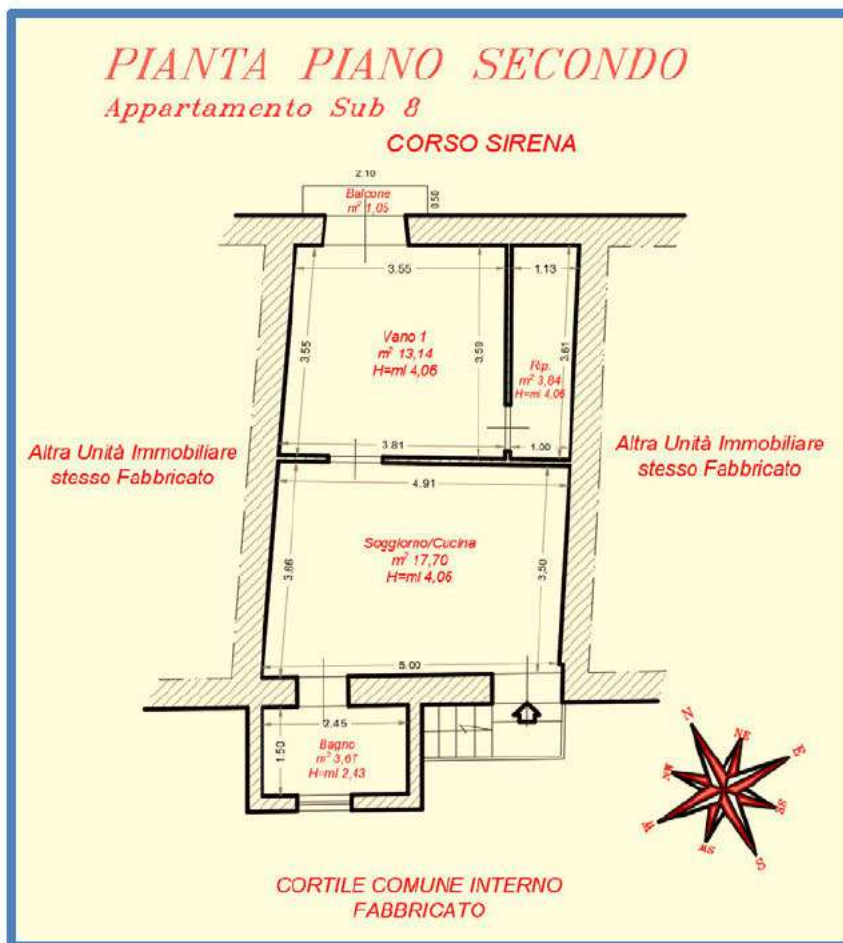 PIANTA PIANO SECONDO
Appartamento Sub 8
CORSO SIRENA
2.10
Balcone
m² 1,05
0.50
3.55
1.13
Vano 1
m² 13,14
H=ml 4,06
3.55
3.59
3.61
Rip.
m² 3,84
H=ml 4,06
3.81
1.00
Altra Unità Immobiliare
stesso Fabbricato
Altra Unità Immobiliare
stesso Fabbricato
4.91
Soggiorno/Cucina
m² 17,70
H=ml 4,06
3.66
3.50
5.00
2.45
Bagno
m² 3,67
H=ml 2,43
1.50
N
NE
E
SE
S
SW
W
NW
CORTILE COMUNE INTERNO
FABBRICATO